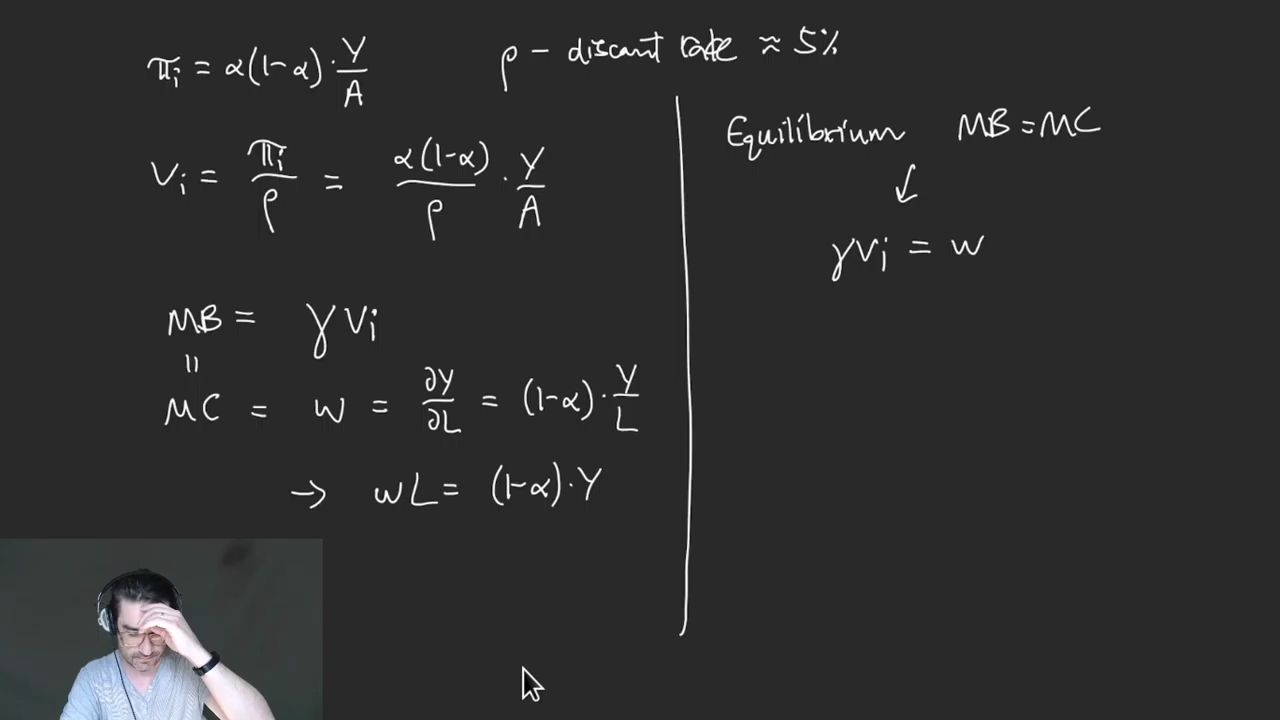 πᵢ = α(1-α) · Y/A
ρ - discount rate ≈ 5%
Vᵢ = πᵢ/ρ = α(1-α)/ρ · Y/A
MB = γVᵢ
=
MC = w = ∂Y/∂L = (1-α) · Y/L
→ wL = (1-α) · Y
Equilibrium MB = MC
↙
γVᵢ = w